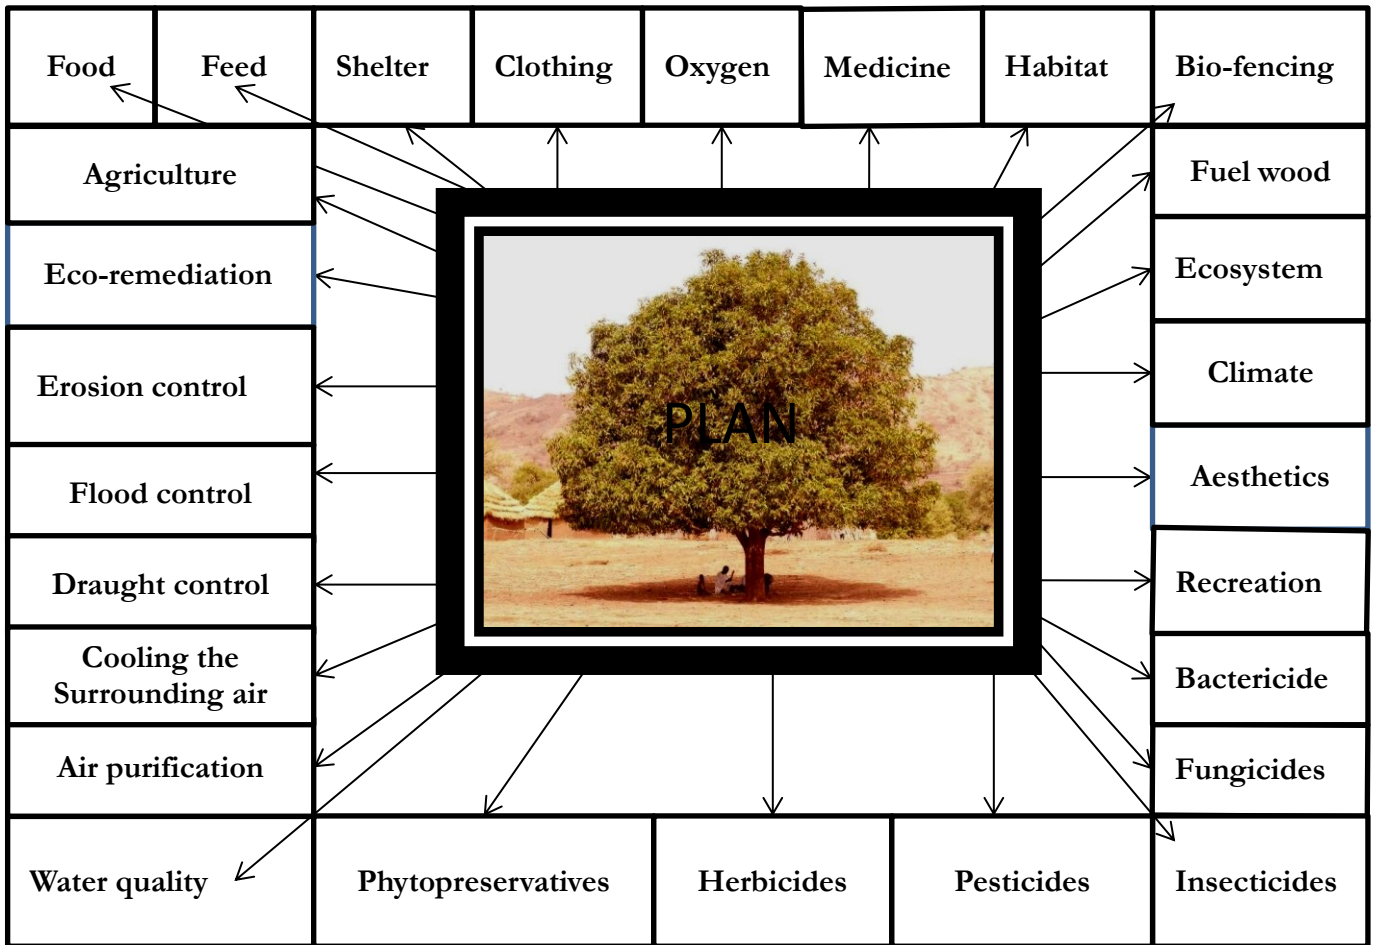 Food
Feed
Shelter
Clothing
Oxygen
Medicine
Habitat
Bio-fencing
Agriculture
Fuel wood
Eco-remediation
Ecosystem
Erosion control
Climate
PLAN
Flood control
Aesthetics
Draught control
Recreation
Cooling the
Surrounding air
Bactericide
Air purification
Fungicides
Water quality
Phytopreservatives
Herbicides
Pesticides
Insecticides